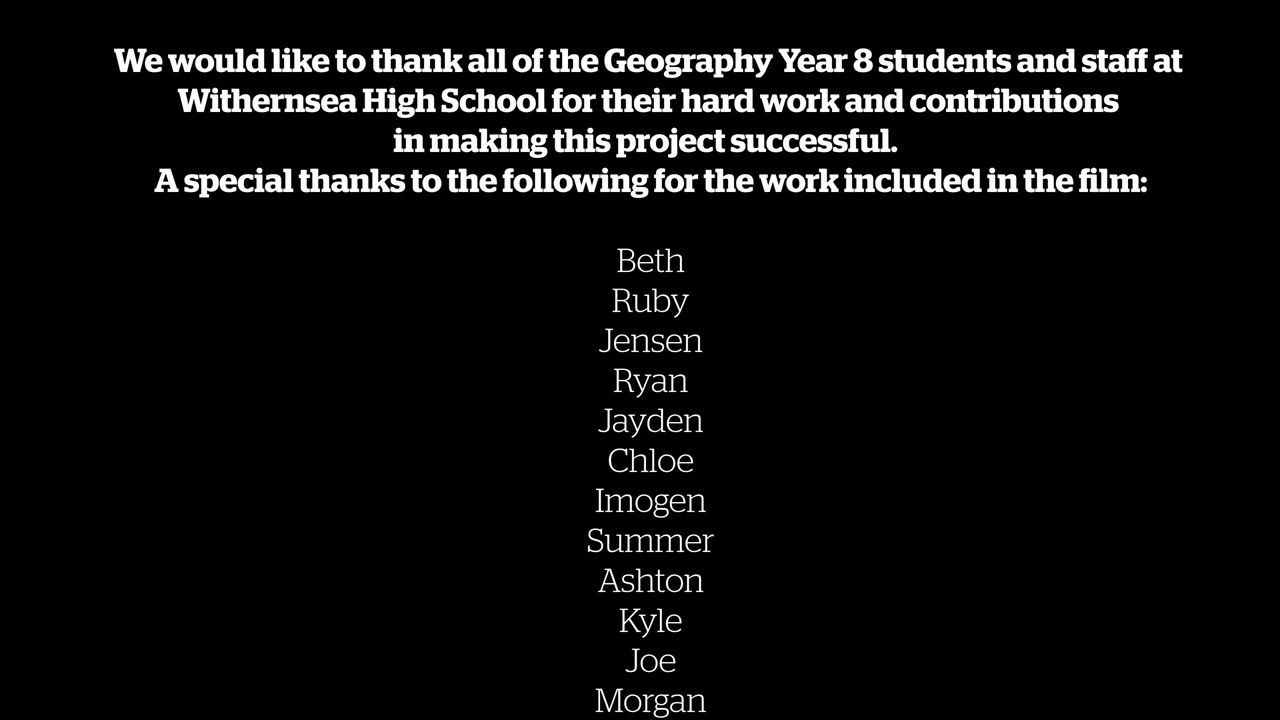 We would like to thank all of the Geography Year 8 students and staff at
Withernsea High School for their hard work and contributions
in making this project successful.
A special thanks to the following for the work included in the film:
Beth
Ruby
Jensen
Ryan
Jayden
Chloe
Imogen
Summer
Ashton
Kyle
Joe
Morgan